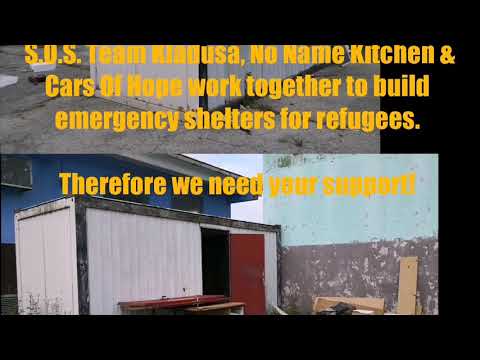 S.O.S. Team Kladusa, No Name Kitchen &
Cars Of Hope work together to build
emergency shelters for refugees.
Therefore we need your support!